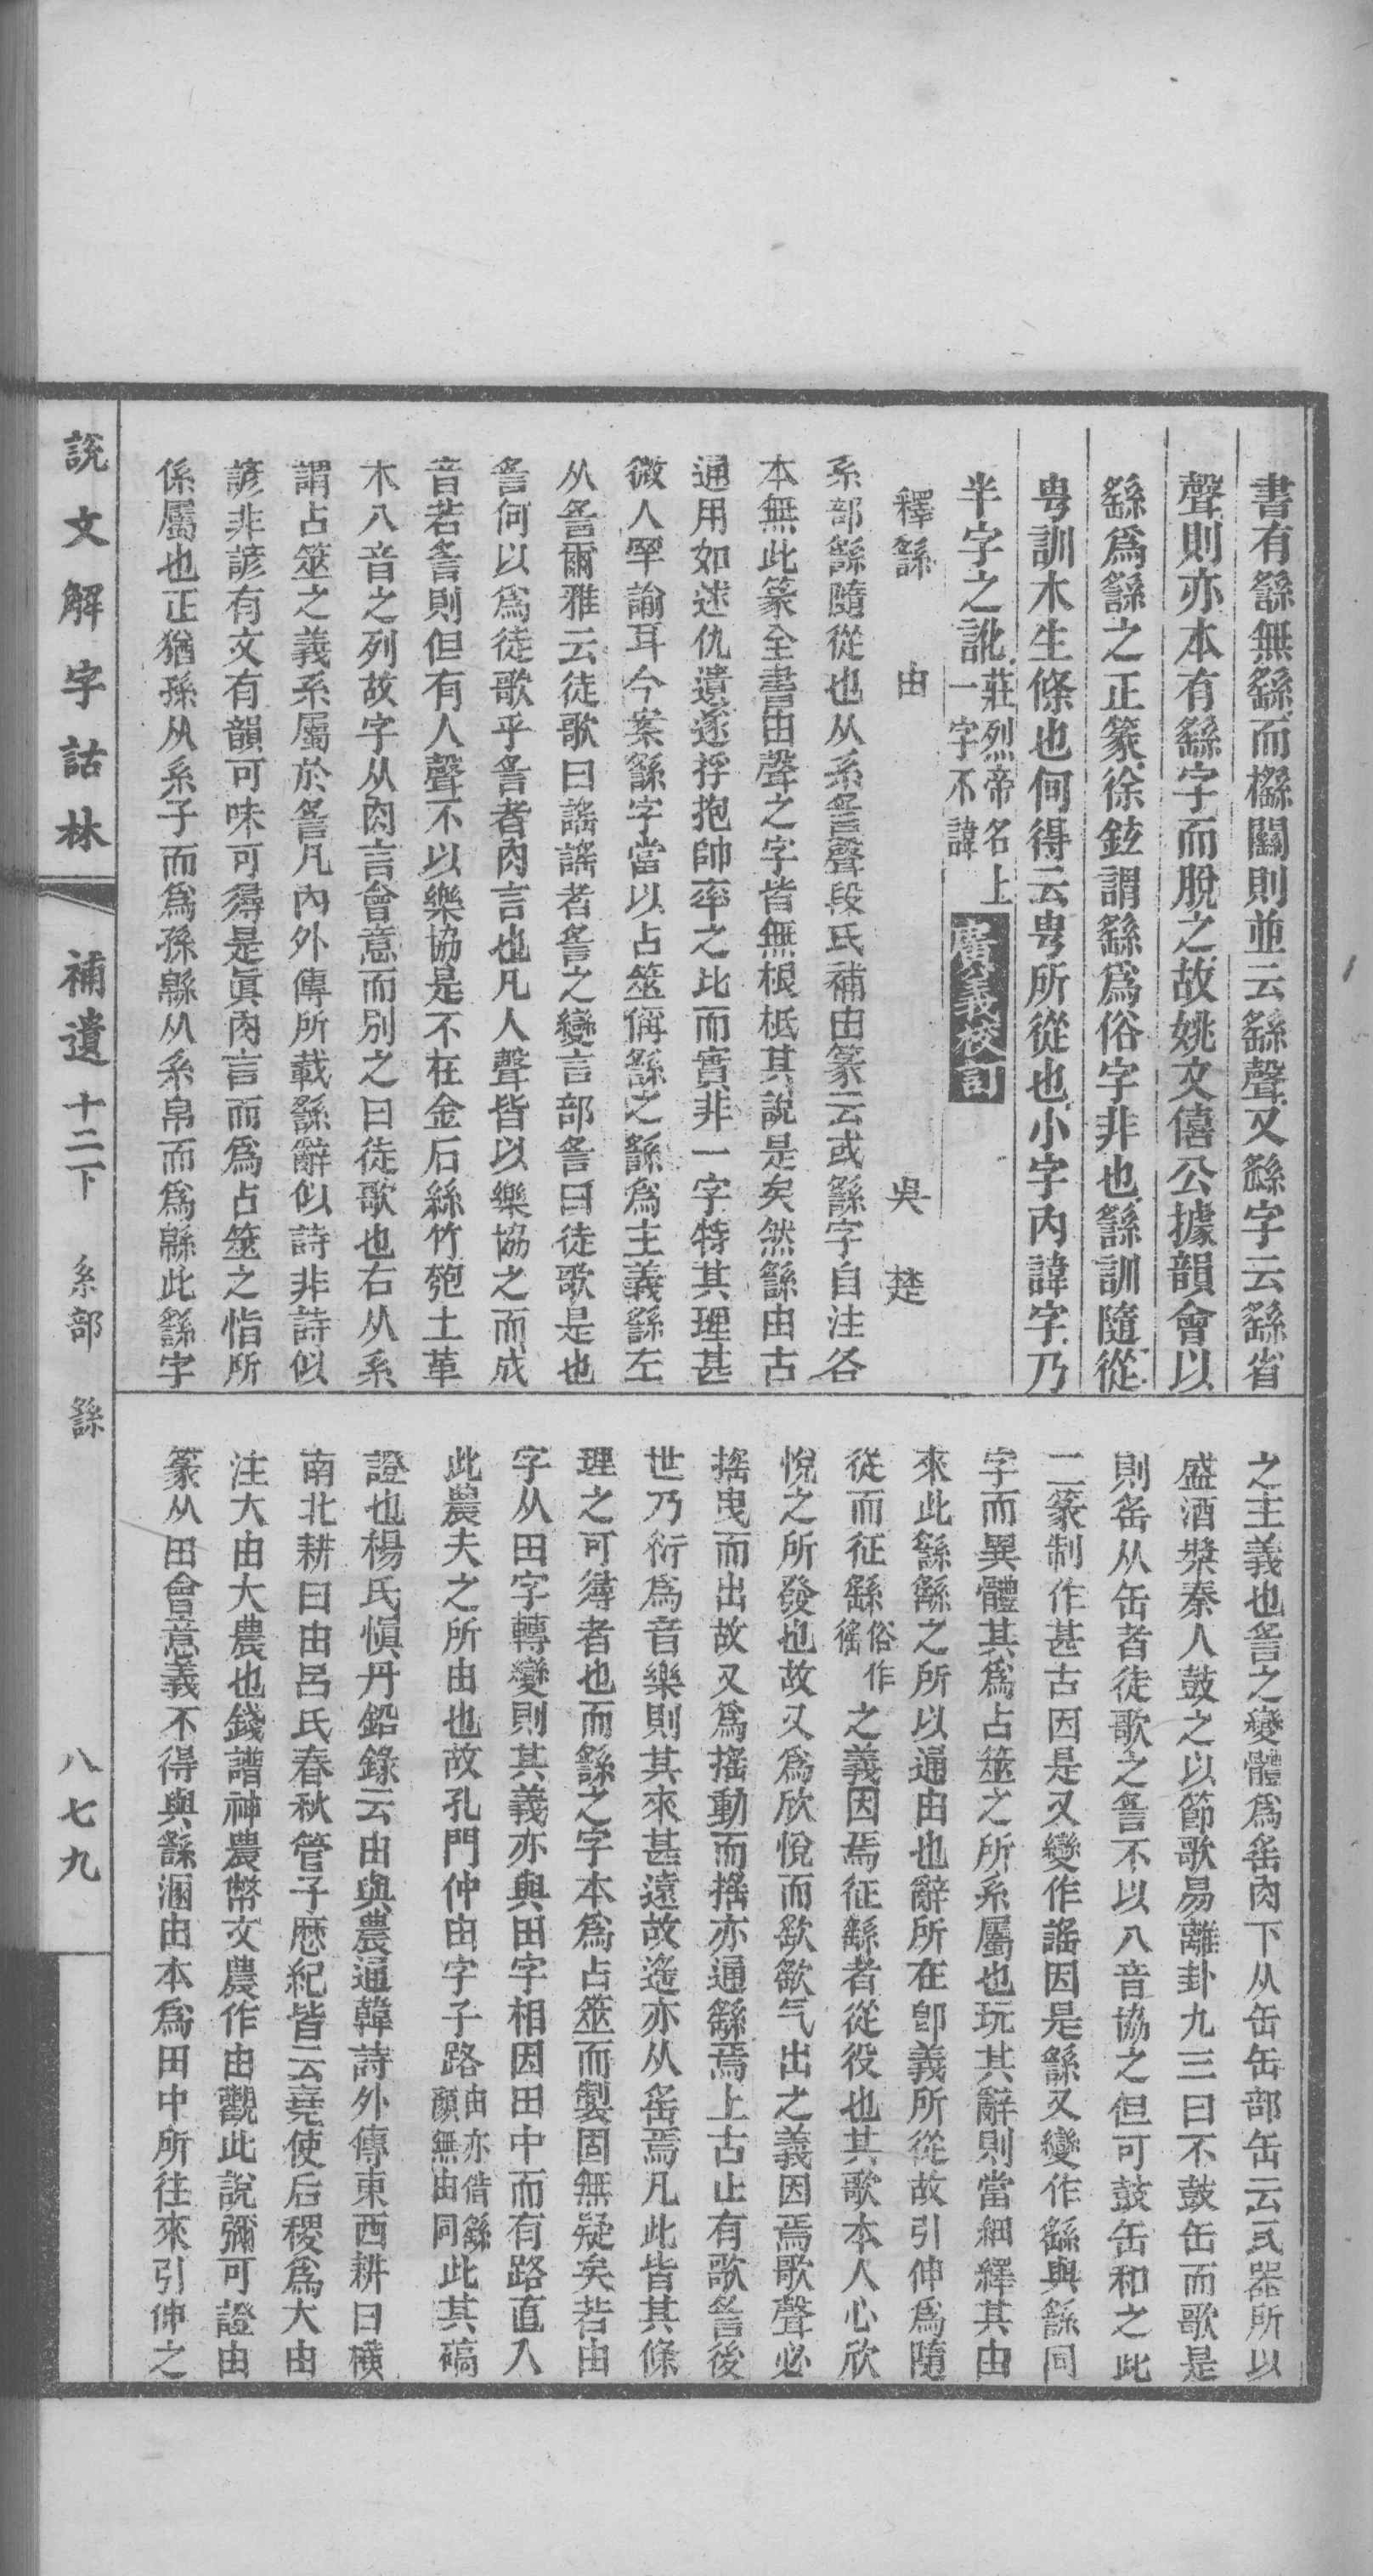 書有䌛無繇而櫾䦰則並云䌛聲又䌛字云䌛省
聲則亦本有繇字而脫之故姚文僖公據韻會以
繇爲䌛之正篆徐鉉謂繇爲俗字非也䌛訓隨從
甹訓木生條也何得云甹所從也小字內諱字乃
半字之訛莊烈帝名上一字不諱 廣義校訂
釋䌛 由 吳楚
系部䌛隨從也从系䚻聲段氏補由篆云或䌛字自注各
本無此篆全書由聲之字皆無根柢其說是矣然䌛由古
通用如逑仇遺遂捊抱帥率之比而實非一字特其理甚
微人罕諭耳今案䌛字當以占筮偁䌛之䌛爲主義䌛左
从䚻爾雅云徒歌曰謠謠者䚻之變言部䚻曰徒歌是也
䚻何以爲徒歌乎䚻者肉言也凡人聲皆以樂協之而成
音若䚻則但有人聲不以樂協是不在金石絲竹匏土革
木八音之列故字从肉言會意而別之曰徒歌也右从系
謂占筮之義系屬於䚻凡內外傳所載䌛辭似詩非詩似
諺非諺有文有韻可味可得是眞肉言而爲占筮之恉所
係屬也正猶孫从系子而爲孫緜从系帛而爲緜此䌛字
之主義也䚻之變體爲䍃肉下从缶缶部缶云瓦器所以
盛酒漿秦人鼓之以節歌易離卦九三曰不鼓缶而歌是
則䍃从缶者徒歌之䚻不以八音協之但可鼓缶和之此
二篆制作甚古因是又變作謠因是䌛又變作繇與䌛同
字而異體其爲占筮之所系屬也玩其辭則當細繹其由
來此䌛繇之所以通由也辭所在卽義所從故引伸爲隨
從而征繇俗作徭之義因焉征繇者從役也其歌本人心欣
悅之所發也故又爲欣悅而欲歈气出之義因焉歌聲必
搖曳而出故又爲搖動而搖亦通繇焉上古止有歌䚻後
世乃衍爲音樂則其來甚遠故遙亦从䍃焉凡此皆其條
理之可得者也而䌛之字本爲占筮而製固無疑矣若由
字从田字轉變則其義亦與田字相因田中而有路直入
此農夫之所由也故孔門仲由字子路由亦借䌛顏無由同此其碻
證也楊氏愼丹鉛錄云由與農通韓詩外傳東西耕曰橫
南北耕曰由呂氏春秋管子厯紀皆云堯使后稷爲大由
注大由大農也錢譜神農幣文農作由觀此說彌可證由
篆从田會意義不得與䌛溷由本爲田中所往來引伸之
說文解字詁林 補遺十二下 系部 䌛 八七九